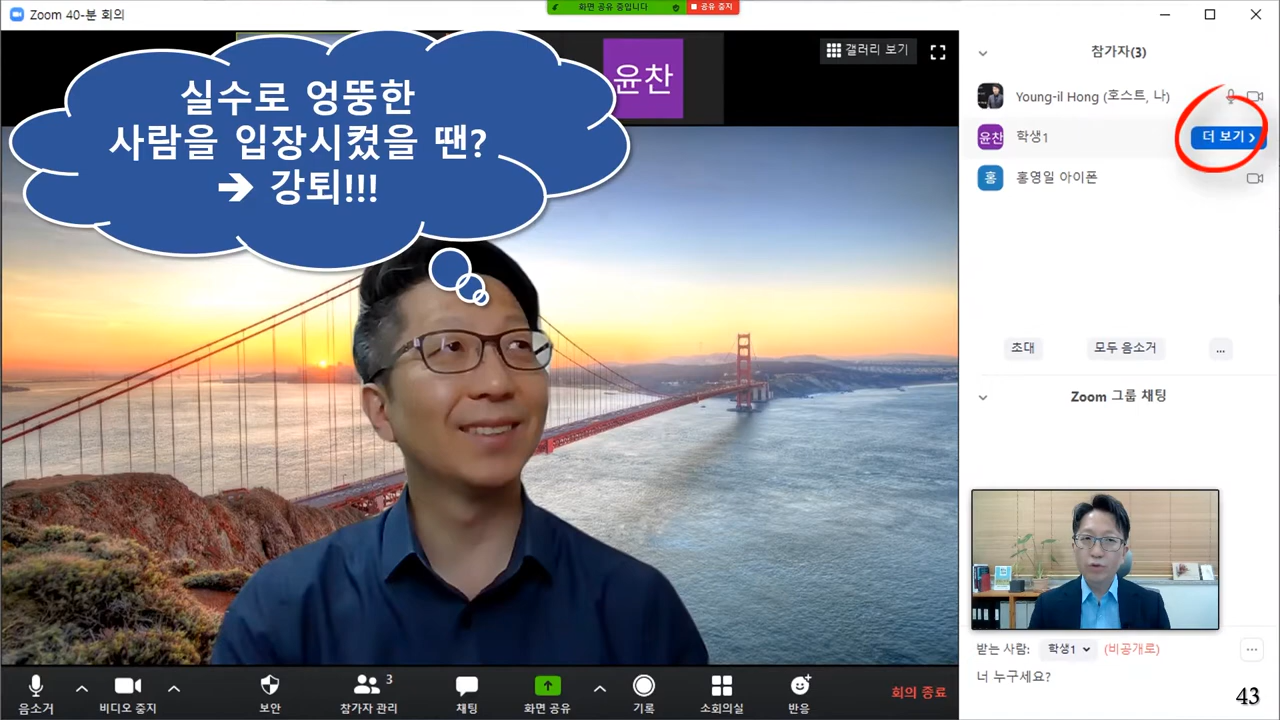 Zoom 40-분 회의
화면 공유 중입니다
공유 중지
실수로 엉뚱한
사람을 입장시켰을 땐?
➔ 강퇴!!!
윤찬
갤러리 보기
참가자(3)
Young-il Hong (호스트, 나)
윤찬 학생1
더 보기
홍 홍영일 아이폰
초대
모두 음소거
...
Zoom 그룹 채팅
받는 사람: 학생1 (비공개로)
너 누구세요?
43
음소거
비디오 중지
보안
참가자 관리
3
채팅
화면 공유
기록
소회의실
반응
회의 종료